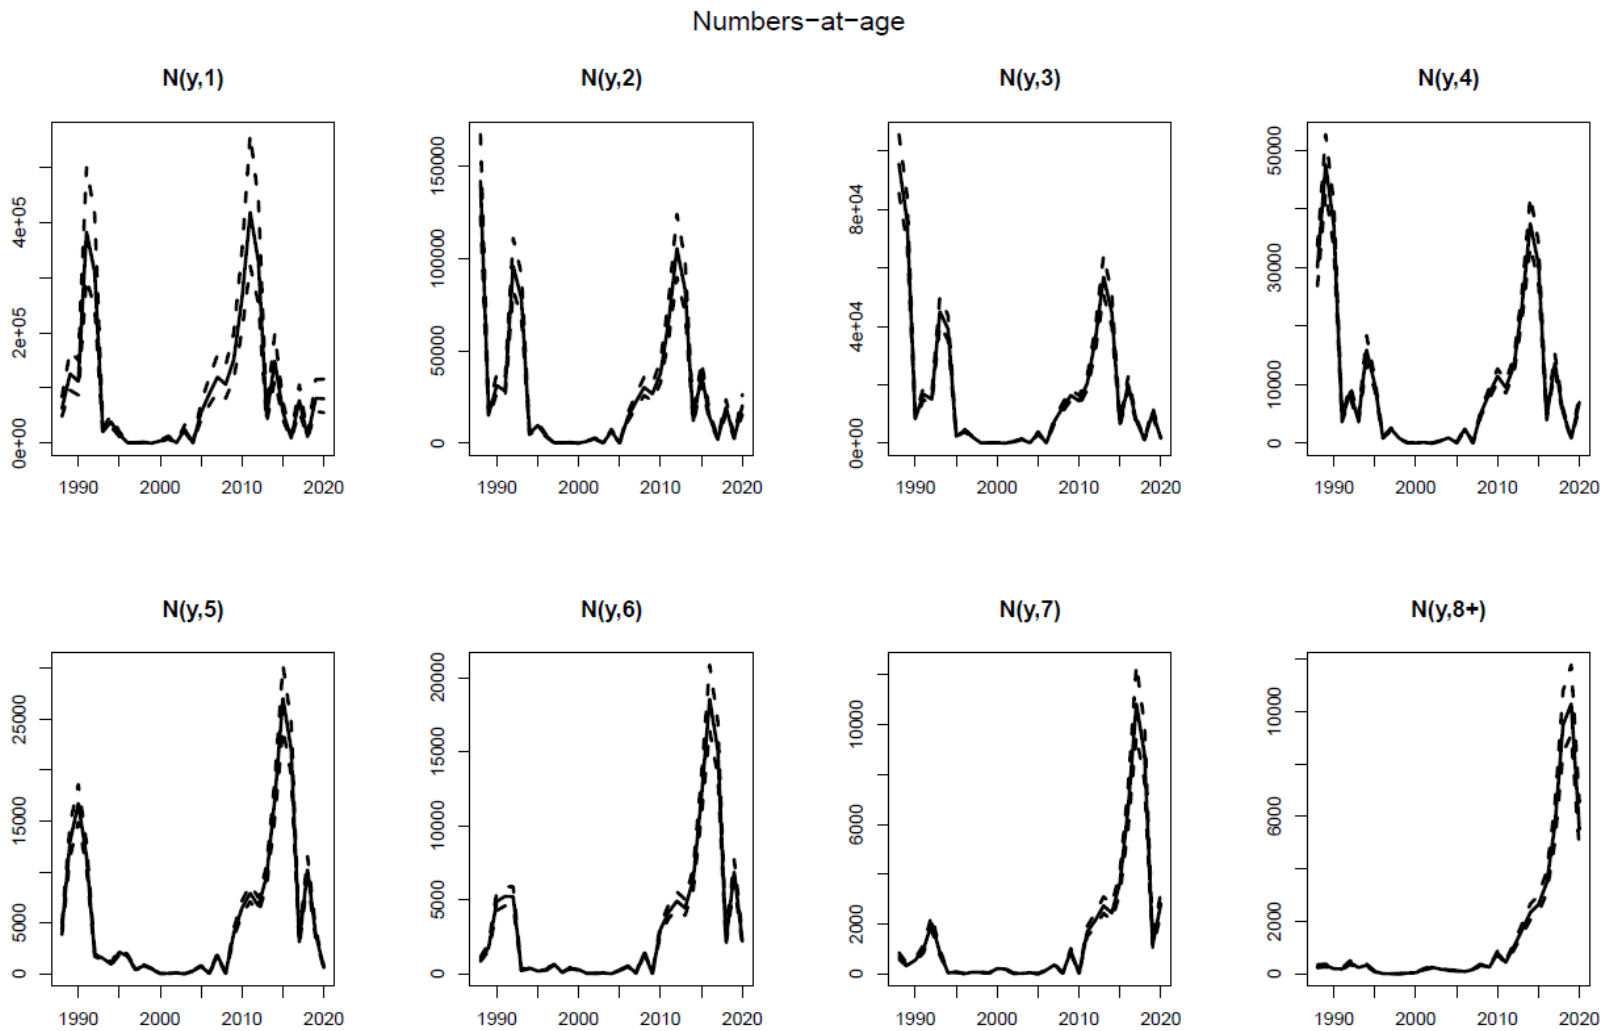 Numbers−at−age
N(y,1) N(y,2) N(y,3) N(y,4)
0e+00 2e+05 4e+05
0 50000 100000 150000
0e+00 4e+04 8e+04
0 10000 30000 50000
1990 2000 2010 2020 1990 2000 2010 2020 1990 2000 2010 2020 1990 2000 2010 2020
N(y,5) N(y,6) N(y,7) N(y,8+)
0 5000 15000 25000
0 5000 10000 15000 20000
0 2000 6000 10000
0 2000 6000 10000
1990 2000 2010 2020 1990 2000 2010 2020 1990 2000 2010 2020 1990 2000 2010 2020